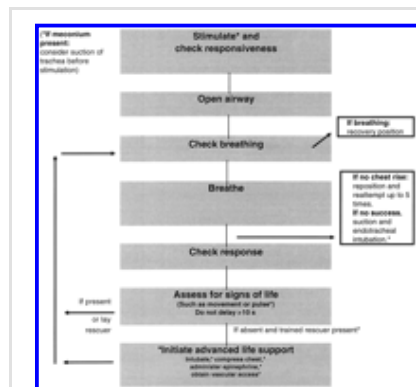 (*If meconium
present:
consider suction of
trachea before
stimulation)
Stimulate* and
check responsiveness
Open airway
Check breathing
If breathing:
recovery position
Breathe
If no chest rise:
reposition and
reattempt up to 5
times.
If no success,
suction and
endotracheal
intubation.*
Check response
Assess for signs of life
(Such as movement or pulse*)
Do not delay >10 s
If present
or lay
rescuer
If absent and trained rescuer present*
*Initiate advanced life support
Intubate,* compress chest,*
administer epinephrine,*
obtain vascular access*